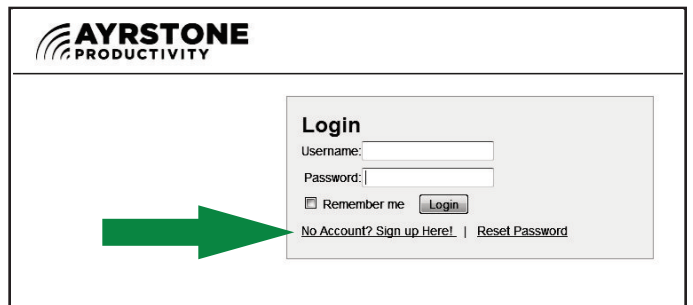 AYRSTONE
PRODUCTIVITY
Login
Username:
Password:
Remember me Login
No Account? Sign up Here! | Reset Password